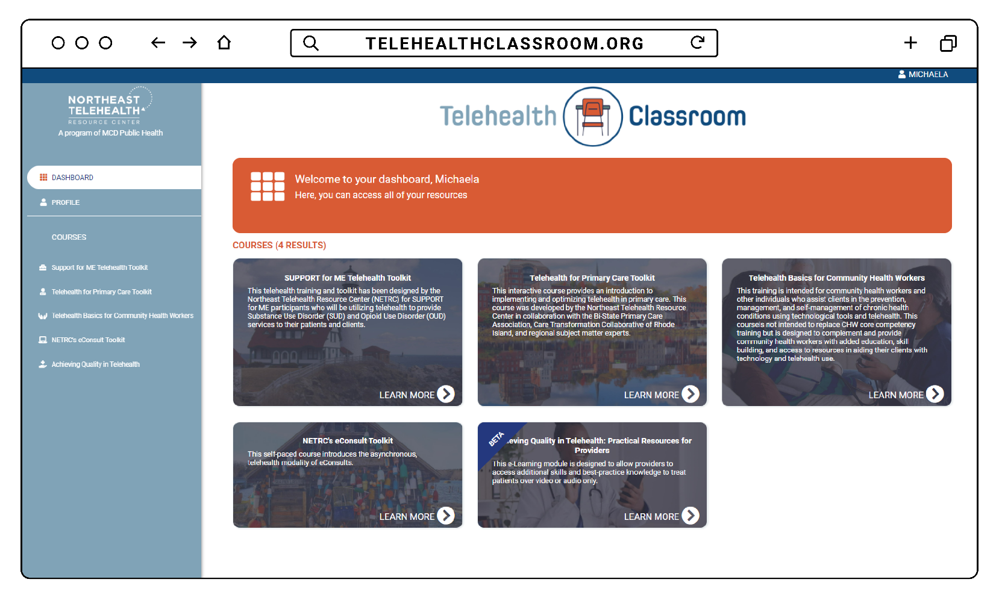 TELEHEALTHCLASSROOM.ORG
MICHAELA
NORTHEAST
TELEHEALTH
RESOURCE CENTER
A program of MCD Public Health
DASHBOARD
PROFILE
COURSES
Support for ME Telehealth Toolkit
Telehealth for Primary Care Toolkit
Telehealth Basics for Community Health Workers
NETRC's eConsult Toolkit
Achieving Quality in Telehealth
Telehealth Classroom
Welcome to your dashboard, Michaela
Here, you can access all of your resources
COURSES (4 RESULTS)
SUPPORT for ME Telehealth Toolkit
This telehealth training and toolkit has been designed by the
Northeast Telehealth Resource Center (NETRC) for SUPPORT
for ME participants who will be utilizing telehealth to provide
Substance Use Disorder (SUD) and Opioid Use Disorder (OUD)
services to their patients and clients.
LEARN MORE
Telehealth for Primary Care Toolkit
This interactive course provides an introduction to
implementing and optimizing telehealth in primary care. This
course was developed by the Northeast Telehealth Resource
Center in collaboration with the Bi-State Primary Care
Association, Care Transformation Collaborative of Rhode
Island, and regional subject matter experts.
LEARN MORE
Telehealth Basics for Community Health Workers
This training is intended for community health workers and
other individuals who assist clients in the prevention,
management, and self-management of chronic health
conditions using technological tools and telehealth. This
course is not intended to replace CHW core competency
training but is designed to complement and provide
community health workers with added education, skill
building, and access to resources in aiding their clients with
technology and telehealth use.
LEARN MORE
NETRC's eConsult Toolkit
This self-paced course introduces the asynchronous,
telehealth modality of eConsults.
LEARN MORE
BETA
ieving Quality in Telehealth: Practical Resources for
Providers
This e-Learning module is designed to allow providers to
access additional skills and best-practice knowledge to treat
patients over video or audio only.
LEARN MORE